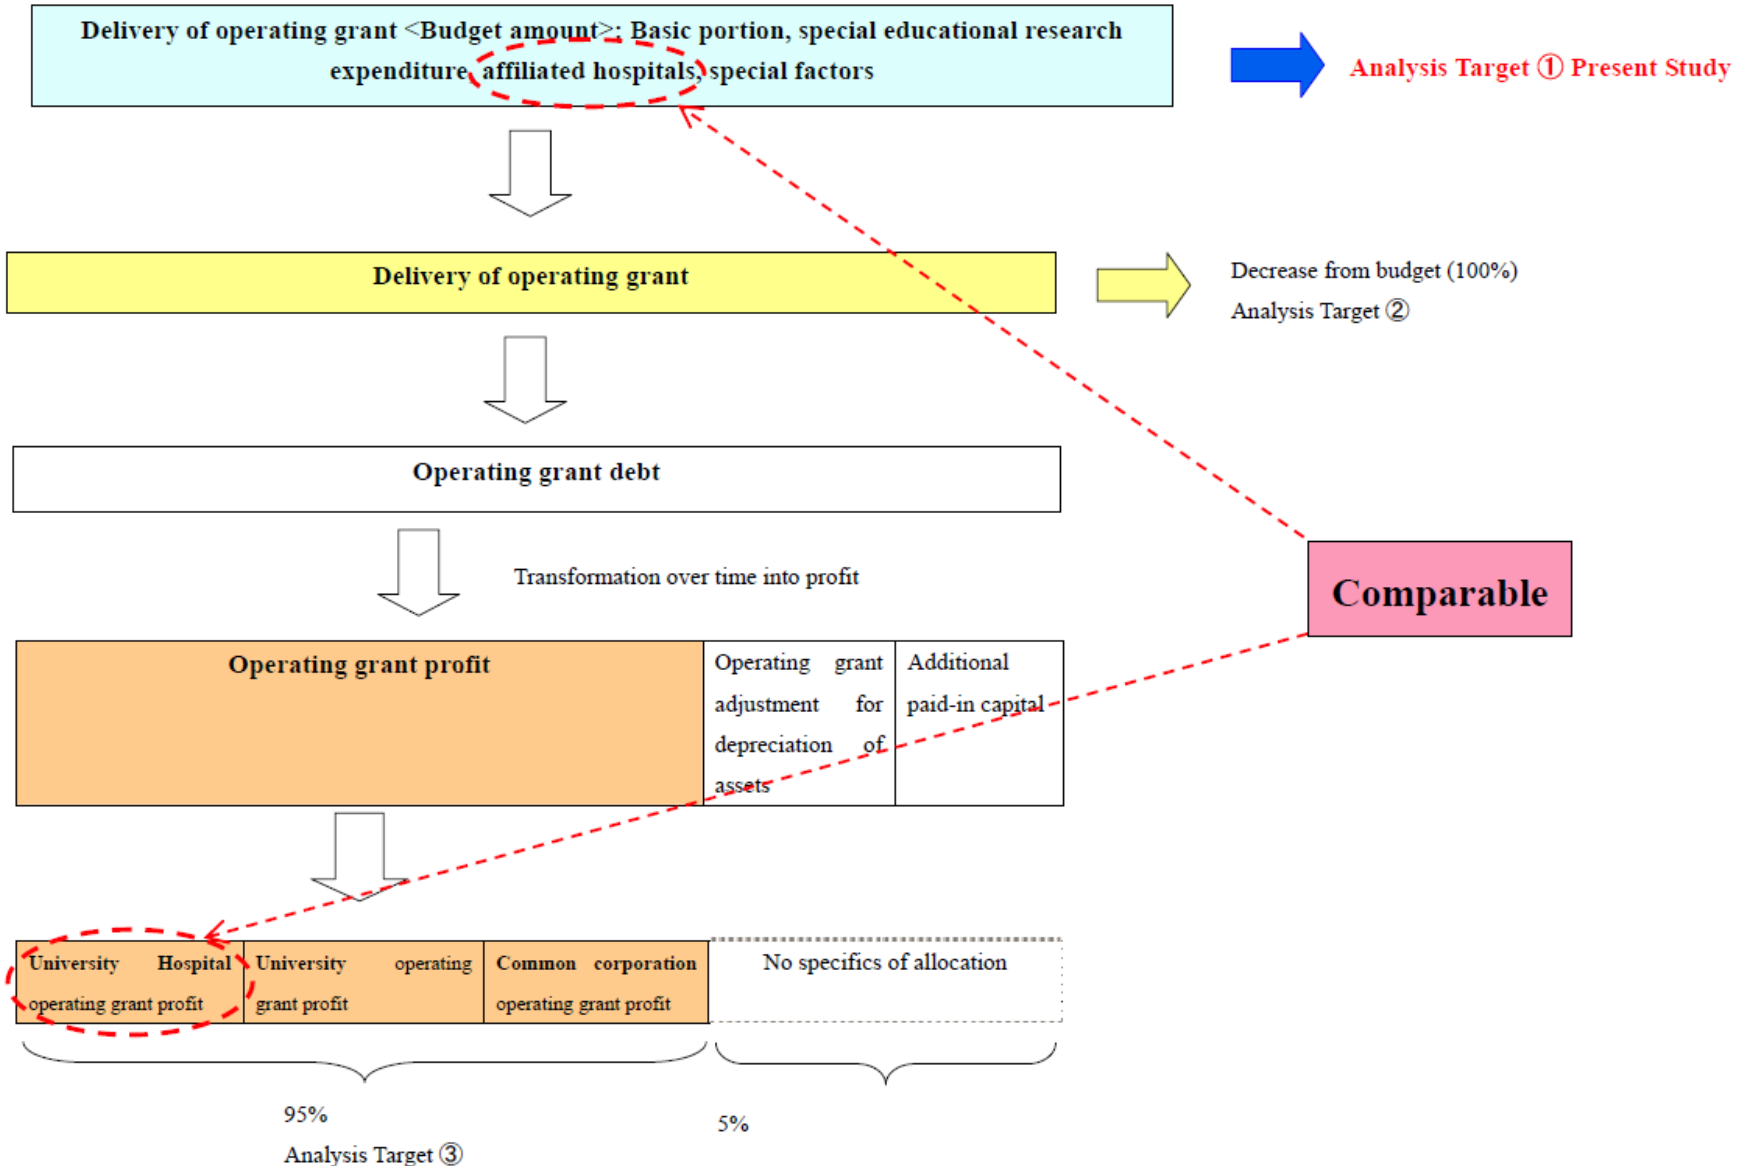 Delivery of operating grant <Budget amount>: Basic portion, special educational research
expenditure, affiliated hospitals, special factors
Analysis Target ① Present Study
Delivery of operating grant
Decrease from budget (100%)
Analysis Target ②
Operating grant debt
Transformation over time into profit
Comparable
Operating grant profit
Operating grant
adjustment for
depreciation of
assets
Additional
paid-in capital
University Hospital
operating grant profit
University operating
grant profit
Common corporation
operating grant profit
No specifics of allocation
95%
Analysis Target ③
5%